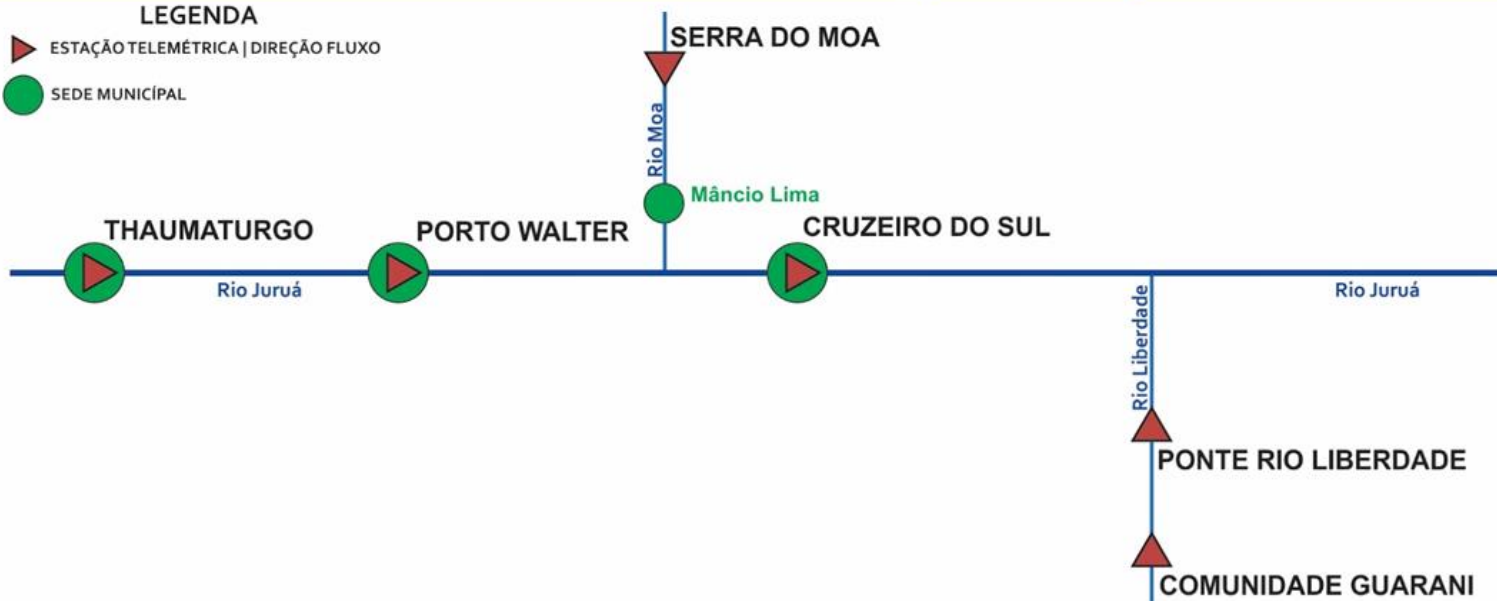 LEGENDA
ESTAÇÃO TELEMÉTRICA | DIREÇÃO FLUXO
SEDE MUNICÍPAL
SERRA DO MOA
Rio Moa
Mâncio Lima
THAUMATURGO
PORTO WALTER
CRUZEIRO DO SUL
Rio Juruá
Rio Juruá
Rio Liberdade
PONTE RIO LIBERDADE
COMUNIDADE GUARANI